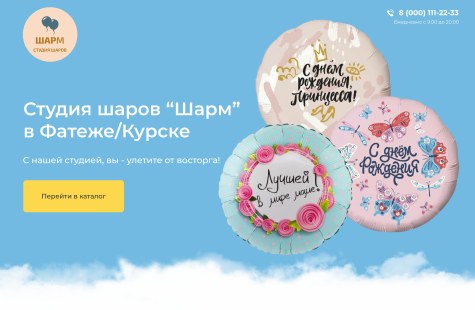 ШАРМ
СТУДИЯ ШАРОВ
8 (000) 111-22-33
Ежедневно с 9:00 до 20:00
С днём
рождения,
Принцесса!
Студия шаров “Шарм”
в Фатеже/Курске
С днём
Рождения
С нашей студией, вы - улетите от восторга!
Лучшей
в мире маме!
Перейти в каталог